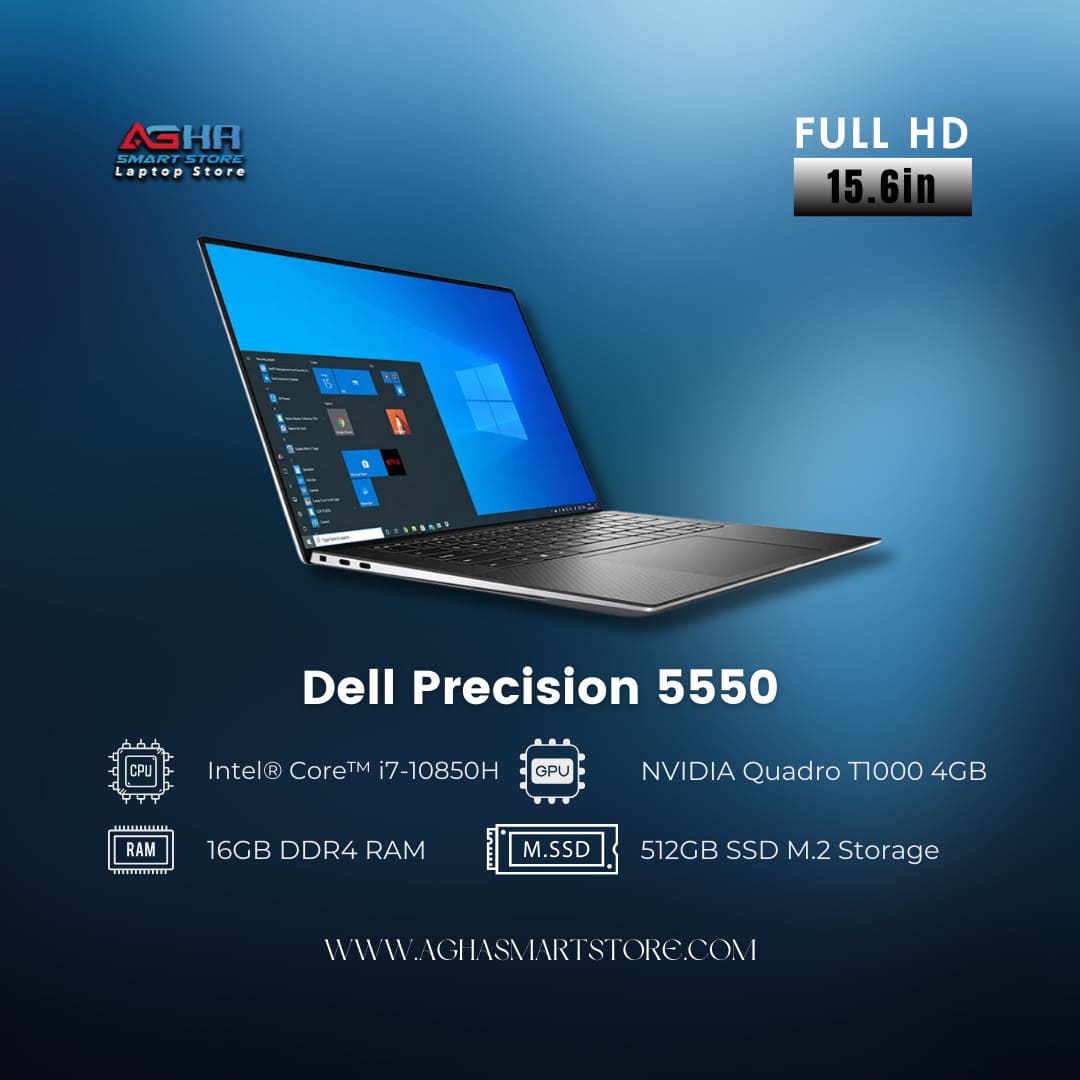 AGHA
SMART STORE
Laptop Store
FULL HD
15.6in
Dell Precision 5550
CPU
Intel® Core™ i7-10850H
GPU
NVIDIA Quadro T1000 4GB
RAM
16GB DDR4 RAM
M.SSD
512GB SSD M.2 Storage
WWW.AGHASMARTSTORE.COM